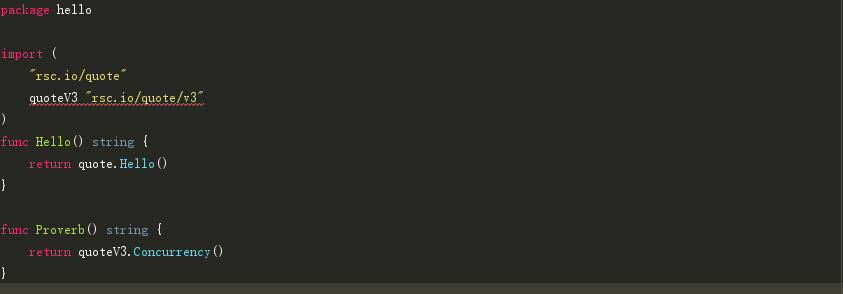 package hello
import (
"rsc.io/quote"
quoteV3 "rsc.io/quote/v3"
)
func Hello() string {
return quote.Hello()
}
func Proverb() string {
return quoteV3.Concurrency()
}